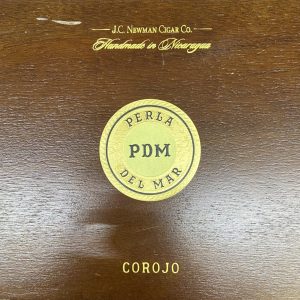 J.C. NEWMAN CIGAR CO.
Handmade in Nicaragua
PERLA
PDM
DEL MAR
COROJO